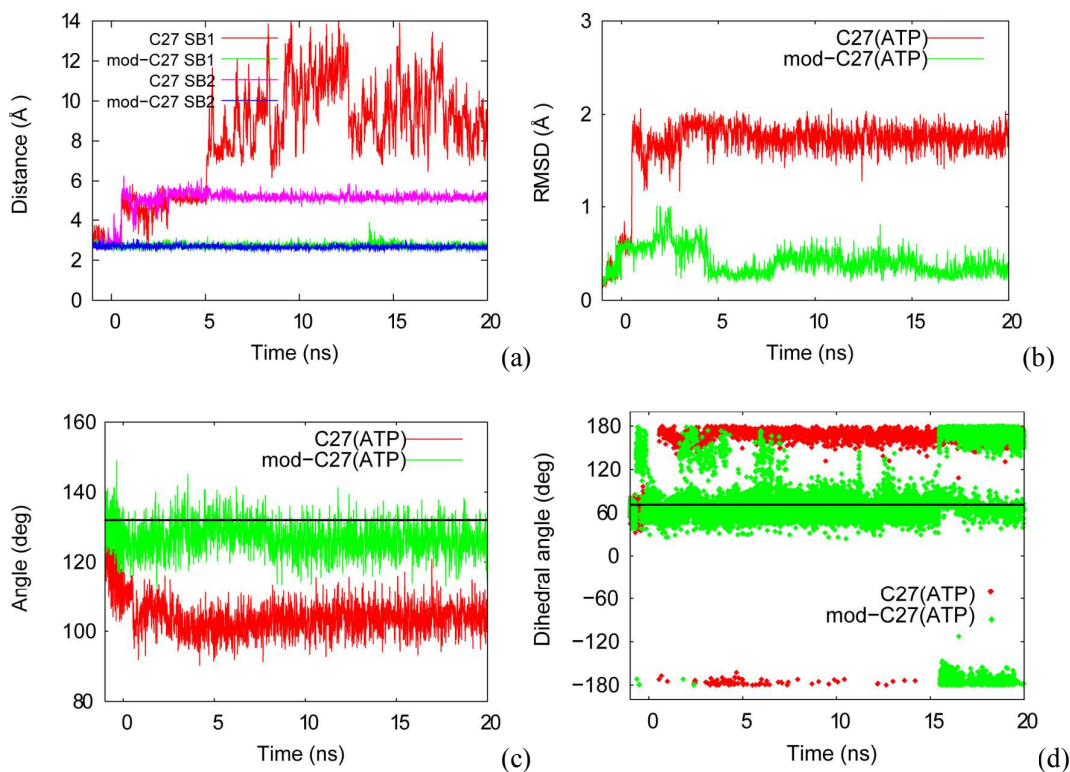 14
12
10
8
6
4
2
0
Distance (Å)
C27 SB1
mod−C27 SB1
C27 SB2
mod−C27 SB2
0 5 10 15 20
Time (ns)
(a)
3
2
1
0
RMSD (Å)
C27(ATP)
mod−C27(ATP)
0 5 10 15 20
Time (ns)
(b)
160
140
120
100
80
Angle (deg)
C27(ATP)
mod−C27(ATP)
0 5 10 15 20
Time (ns)
(c)
180
120
60
0
−60
−120
−180
Dihedral angle (deg)
C27(ATP)
mod−C27(ATP)
0 5 10 15 20
Time (ns)
(d)